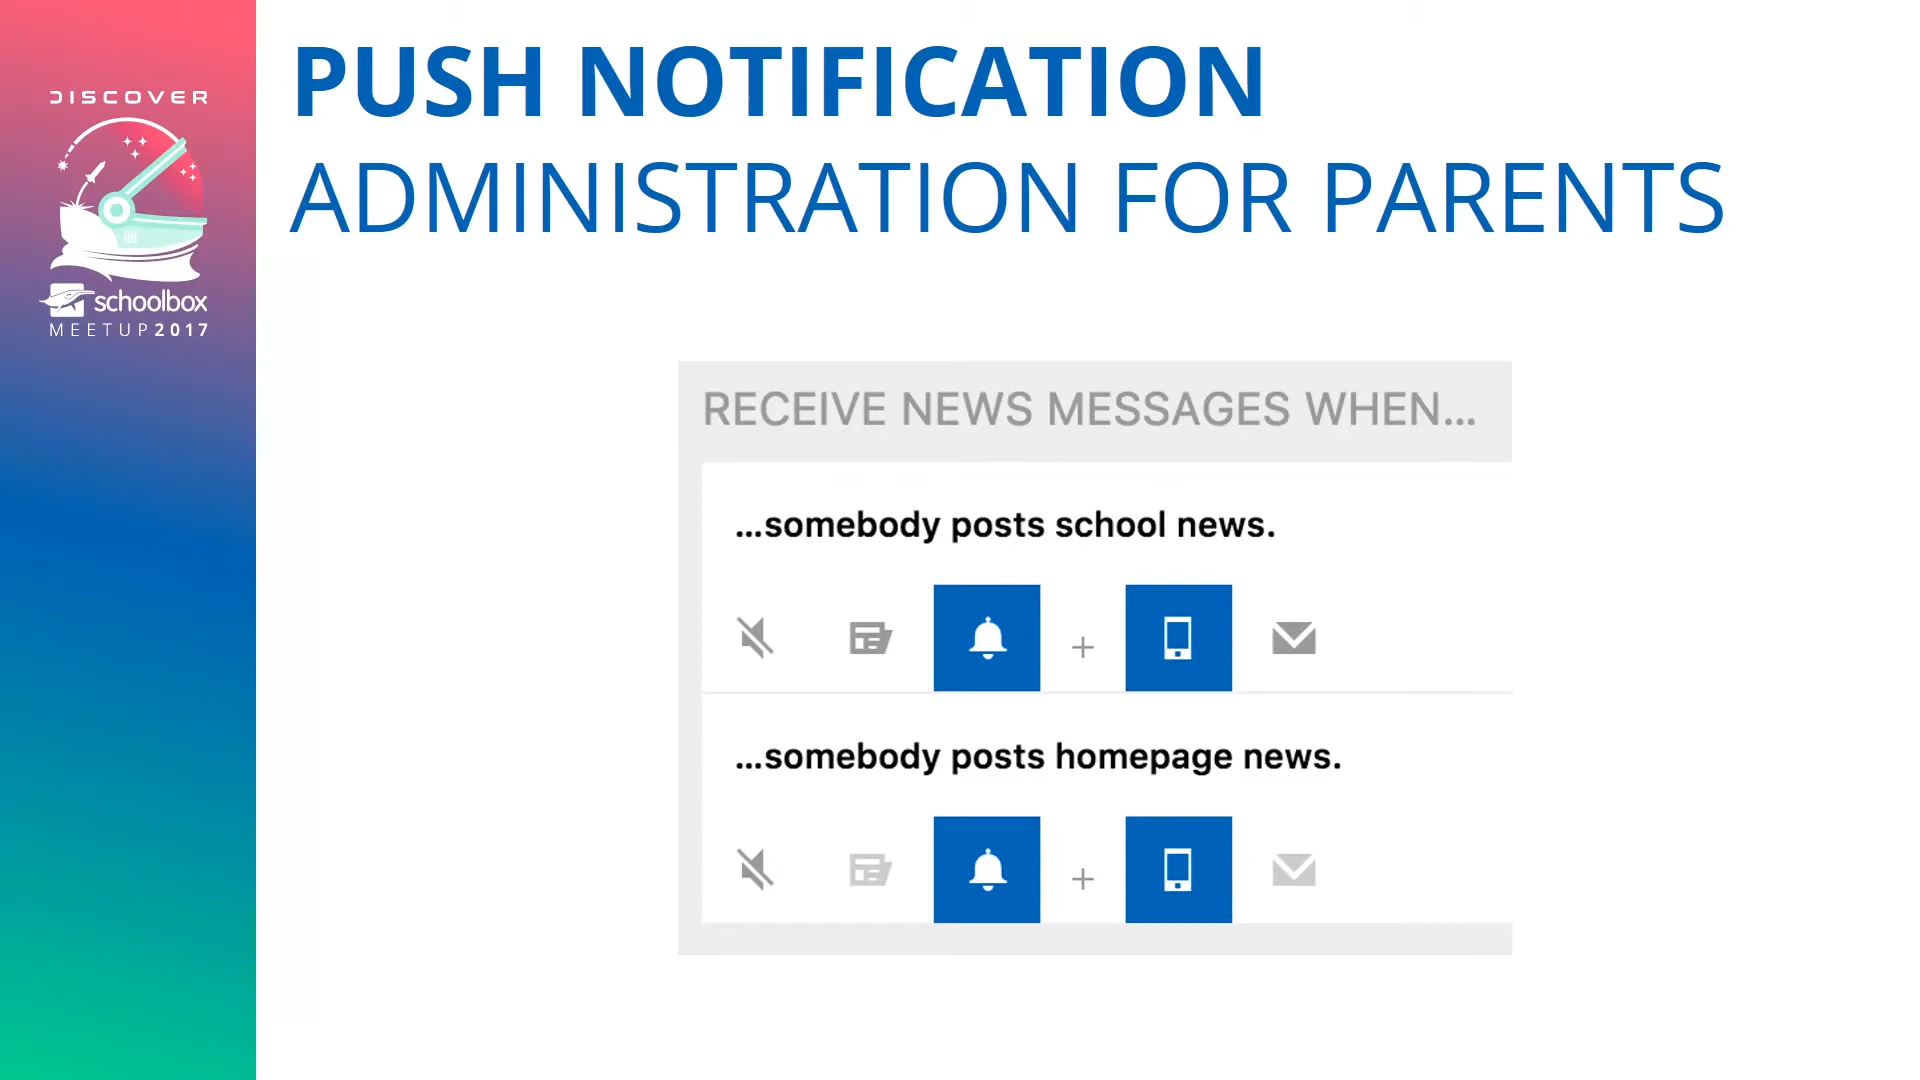 DISCOVER
schoolbox
MEETUP2017
PUSH NOTIFICATION
ADMINISTRATION FOR PARENTS
RECEIVE NEWS MESSAGES WHEN...
...somebody posts school news.
+
...somebody posts homepage news.
+